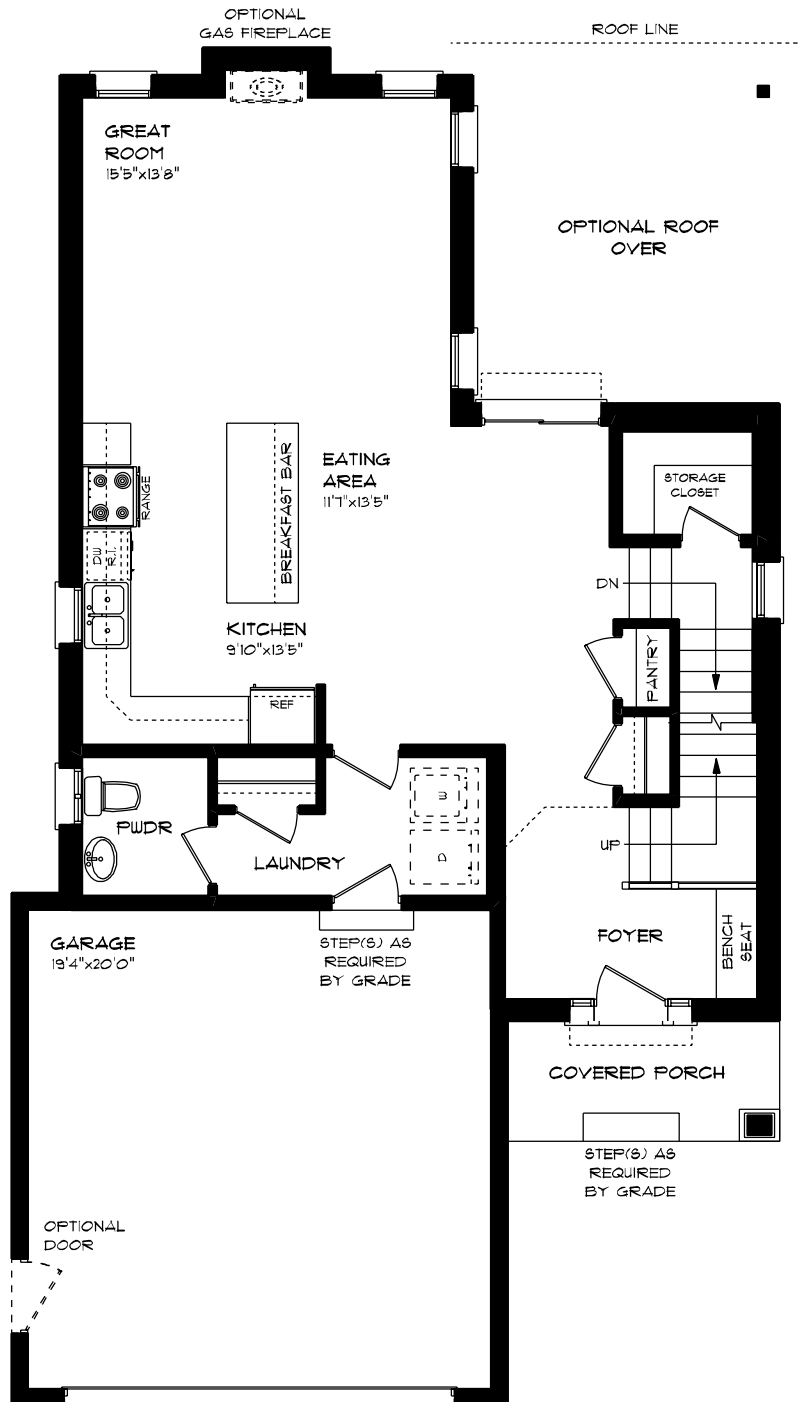 OPTIONAL
GAS FIREPLACE
ROOF LINE
GREAT
ROOM
15'5"x13'8"
OPTIONAL ROOF
OVER
BREAKFAST BAR
EATING
AREA
11'7"x13'5"
RANGE
STORAGE
CLOSET
DW
R.I.
DN
KITCHEN
9'10"x13'5"
PANTRY
REF
W
PWDR
LAUNDRY
D
UP
GARAGE
19'4"x20'0"
STEP(S) AS
REQUIRED
BY GRADE
FOYER
BENCH
SEAT
COVERED PORCH
STEP(S) AS
REQUIRED
BY GRADE
OPTIONAL
DOOR